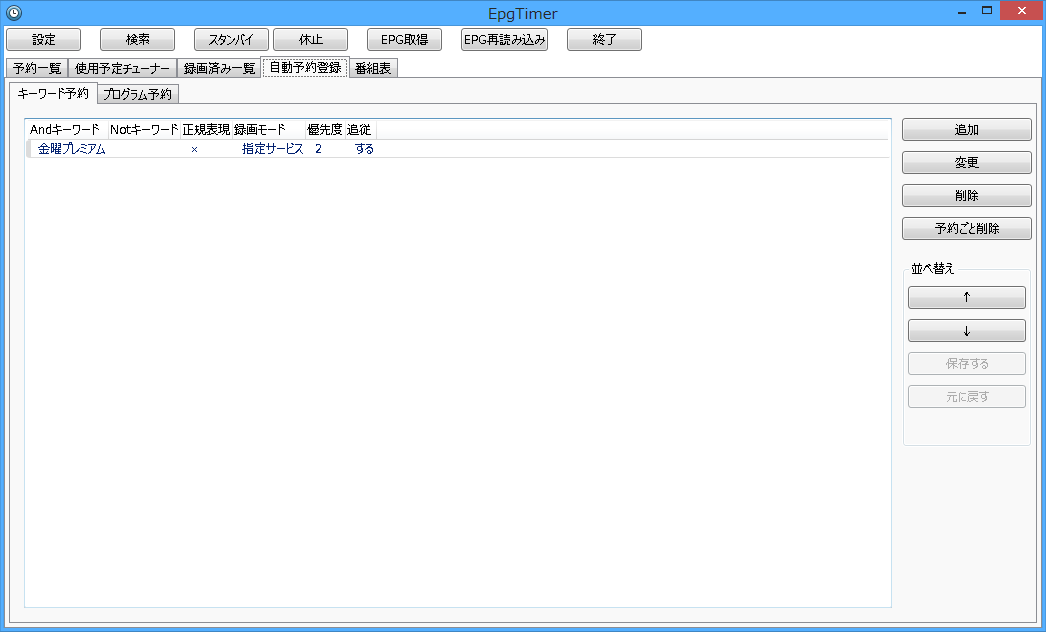 EpgTimer
設定 検索 スタンバイ 休止 EPG取得 EPG再読み込み 終了
予約一覧 使用予定チューナー 録画済み一覧 自動予約登録 番組表
キーワード予約 プログラム予約
Andキーワード Notキーワード 正規表現 録画モード 優先度 追従
金曜プレミアム × 指定サービス 2 する
追加
変更
削除
予約ごと削除
並べ替え
↑
↓
保存する
元に戻す